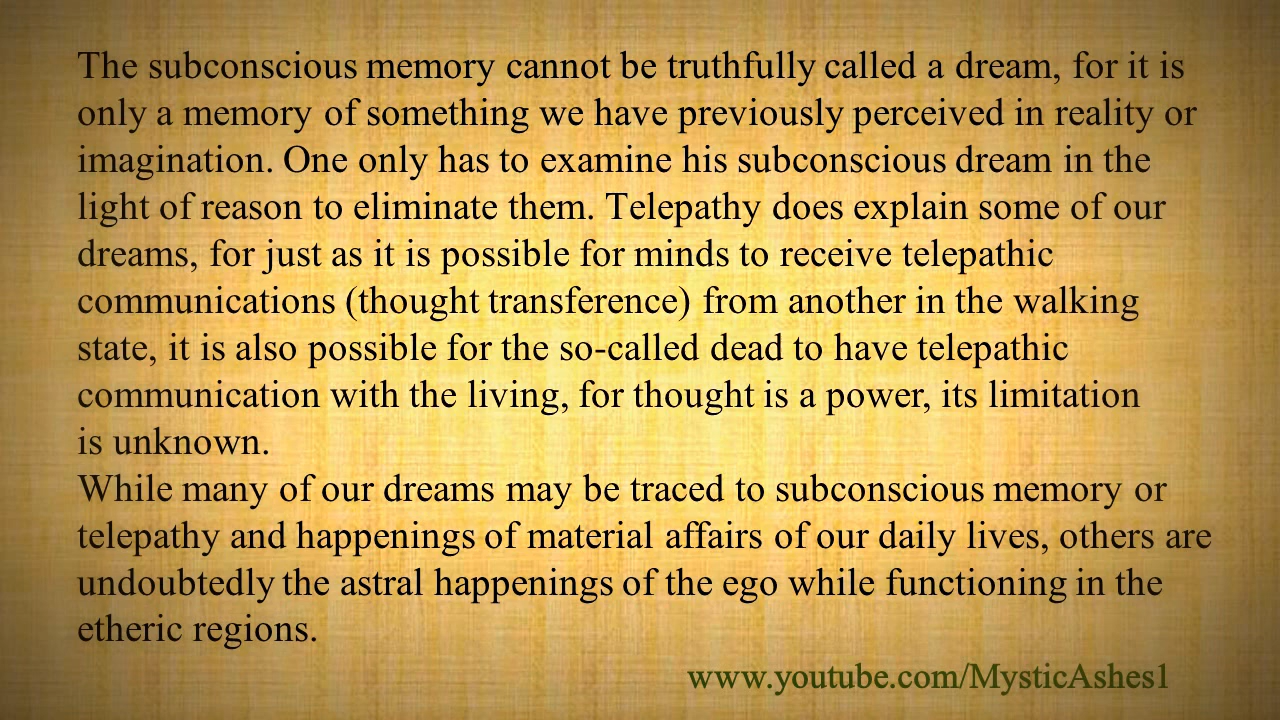 The subconscious memory cannot be truthfully called a dream, for it is
only a memory of something we have previously perceived in reality or
imagination. One only has to examine his subconscious dream in the
light of reason to eliminate them. Telepathy does explain some of our
dreams, for just as it is possible for minds to receive telepathic
communications (thought transference) from another in the walking
state, it is also possible for the so-called dead to have telepathic
communication with the living, for thought is a power, its limitation
is unknown.
While many of our dreams may be traced to subconscious memory or
telepathy and happenings of material affairs of our daily lives, others are
undoubtedly the astral happenings of the ego while functioning in the
etheric regions.
www.youtube.com/MysticAshes1